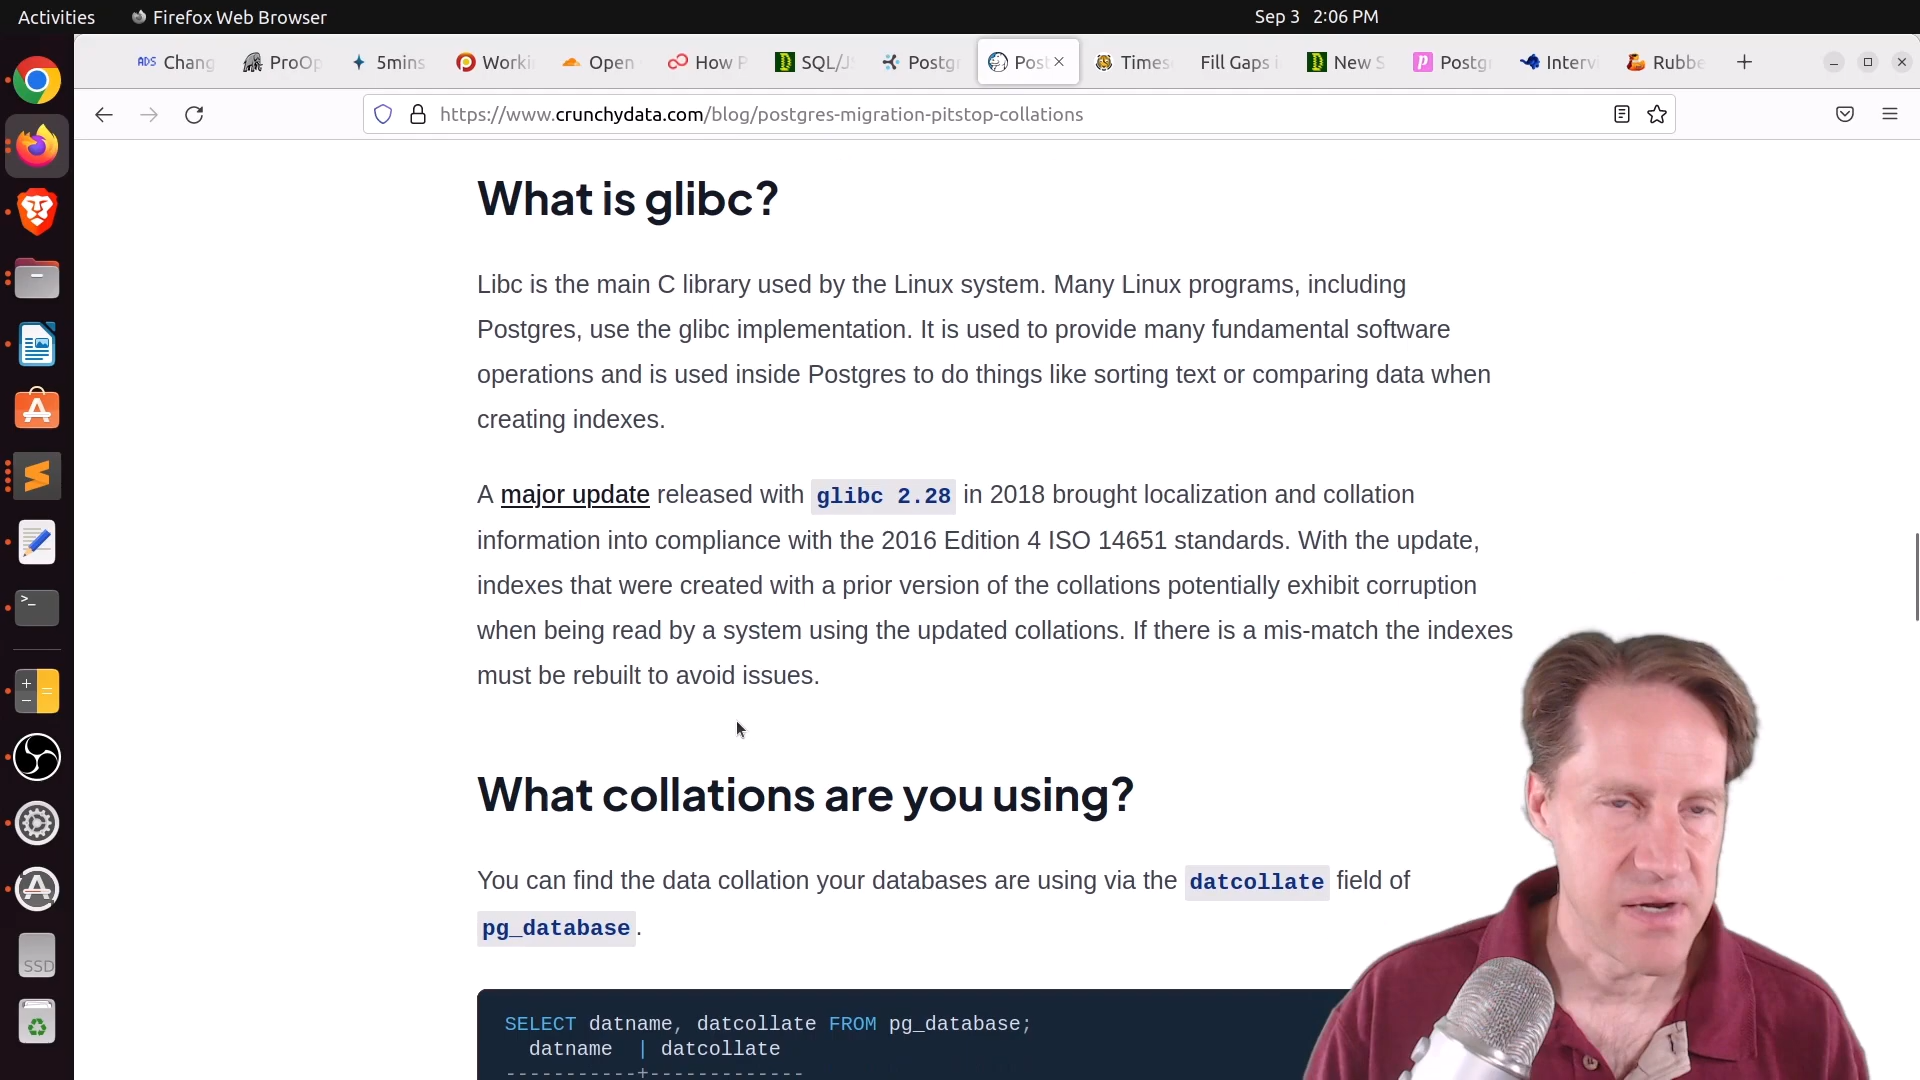 Activities
Firefox Web Browser
Sep 3 2:06 PM
ADS Chang
ProOp
5mins
Worki
Open
How P
SQL/J
Postgr
Post
Times
Fill Gaps i
New S
Postgr
Intervi
Rubbe
https://www.crunchydata.com/blog/postgres-migration-pitstop-collations
What is glibc?
Libc is the main C library used by the Linux system. Many Linux programs, including
Postgres, use the glibc implementation. It is used to provide many fundamental software
operations and is used inside Postgres to do things like sorting text or comparing data when
creating indexes.
A major update released with glibc 2.28 in 2018 brought localization and collation
information into compliance with the 2016 Edition 4 ISO 14651 standards. With the update,
indexes that were created with a prior version of the collations potentially exhibit corruption
when being read by a system using the updated collations. If there is a mis-match the indexes
must be rebuilt to avoid issues.
What collations are you using?
You can find the data collation your databases are using via the datcollate field of
pg_database.
SELECT datname, datcollate FROM pg_database;
datname | datcollate
-----------+-------------
SSD